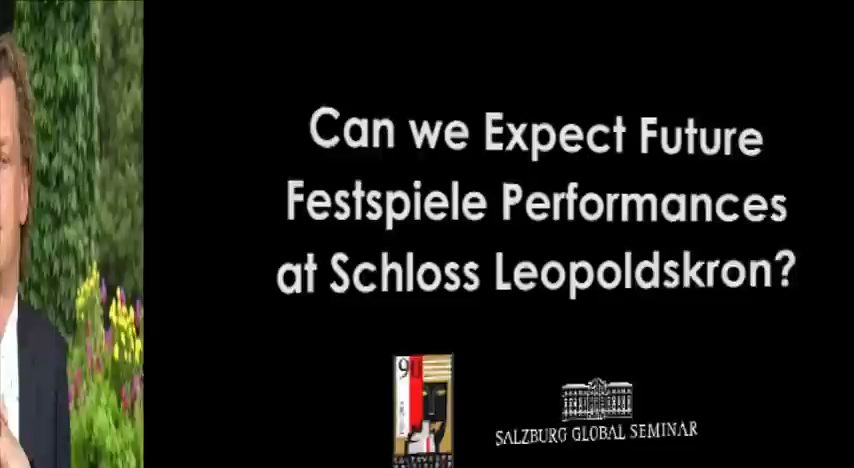 Can we Expect Future
Festspiele Performances
at Schloss Leopoldskron?
90
SALZBURG GLOBAL SEMINAR